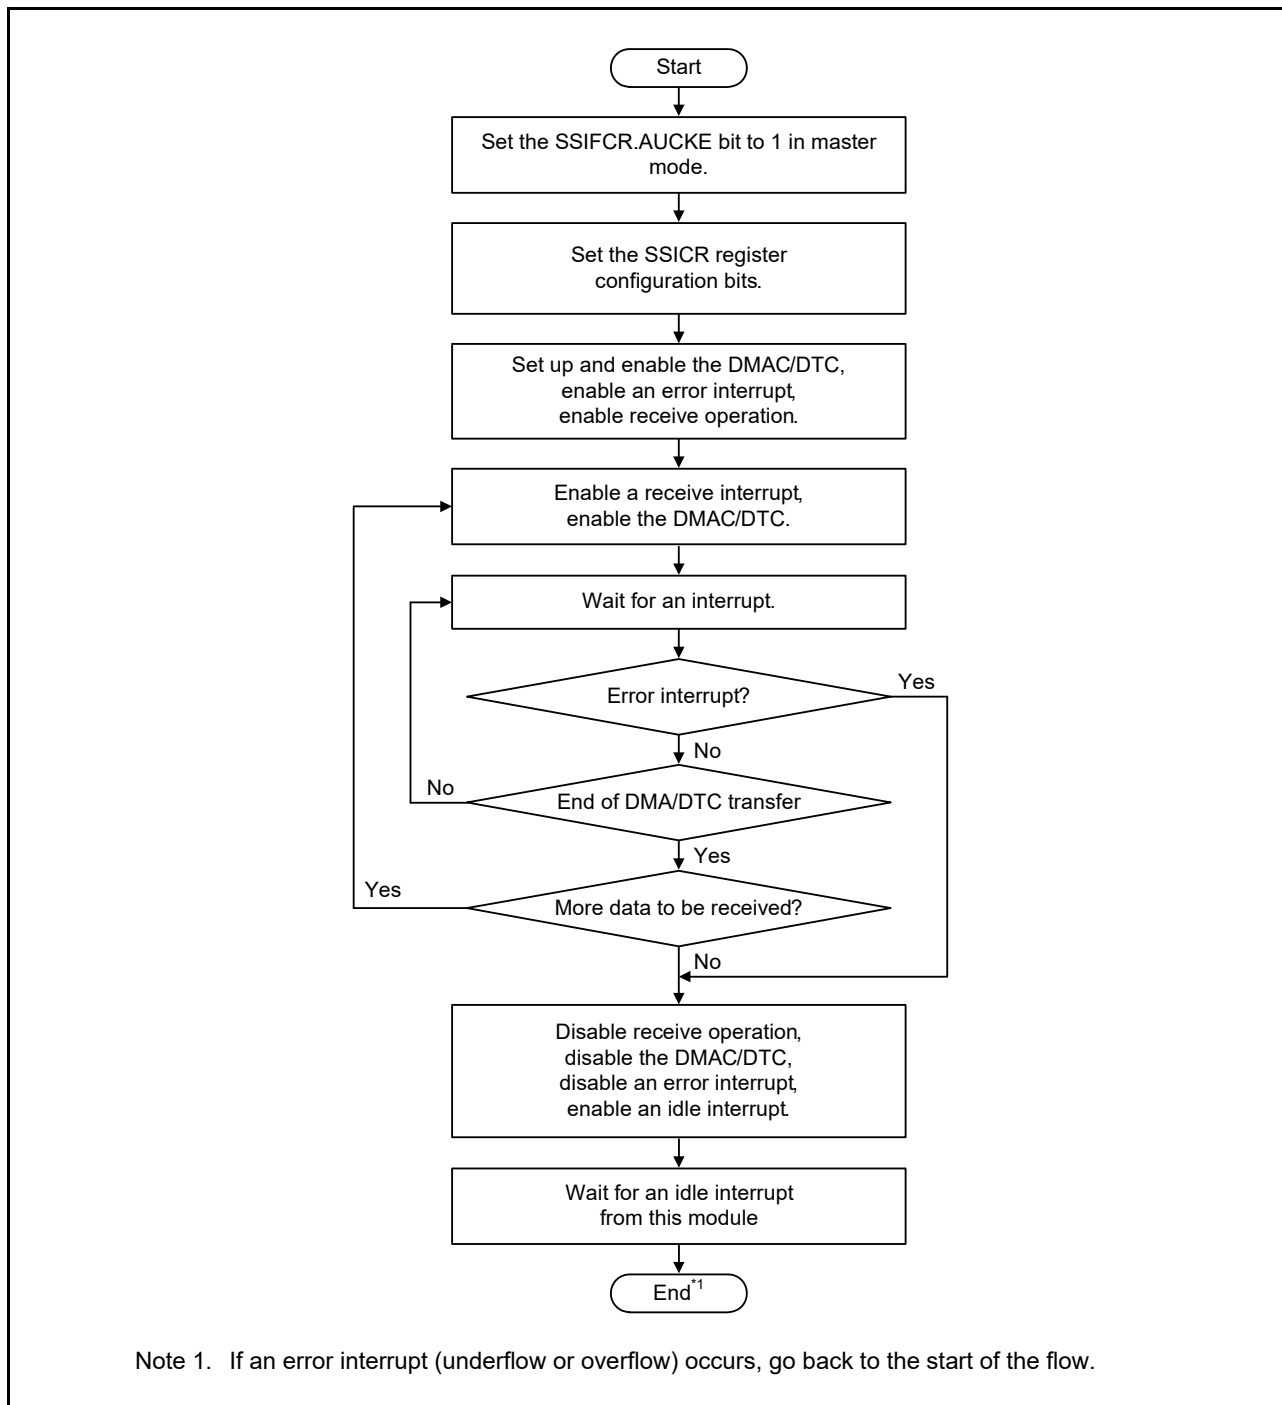 Start
Set the SSIFCR.AUCKE bit to 1 in master
mode.
Set the SSICR register
configuration bits.
Set up and enable the DMAC/DTC,
enable an error interrupt,
enable receive operation.
Enable a receive interrupt,
enable the DMAC/DTC.
Wait for an interrupt.
Error interrupt?
Yes
No
End of DMA/DTC transfer
No
Yes
More data to be received?
Yes
No
Disable receive operation,
disable the DMAC/DTC,
disable an error interrupt,
enable an idle interrupt.
Wait for an idle interrupt
from this module
End*1
Note 1. If an error interrupt (underflow or overflow) occurs, go back to the start of the flow.